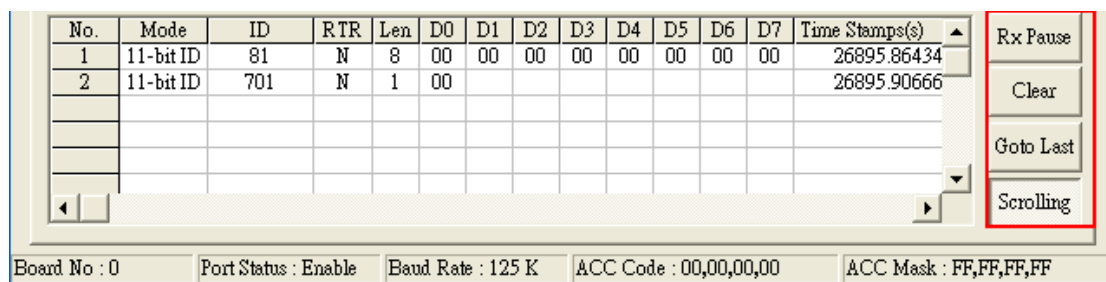 No. Mode ID RTR Len D0 D1 D2 D3 D4 D5 D6 D7 Time Stamps(s)
1 11-bit ID 81 N 8 00 00 00 00 00 00 00 00 26895.86434
2 11-bit ID 701 N 1 00 26895.90666
Rx Pause
Clear
Goto Last
Scrolling
Board No : 0 Port Status : Enable Baud Rate : 125 K ACC Code : 00,00,00,00 ACC Mask : FF,FF,FF,FF